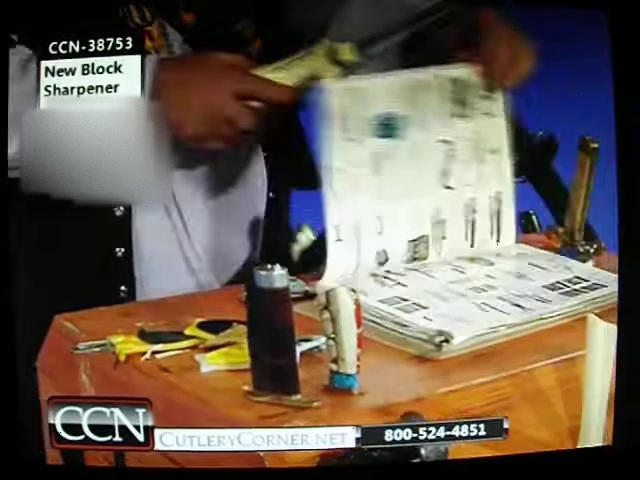 CCN-38753
New Block
Sharpener
CCN
CUTLERYCORNER.NET
800-524-4851